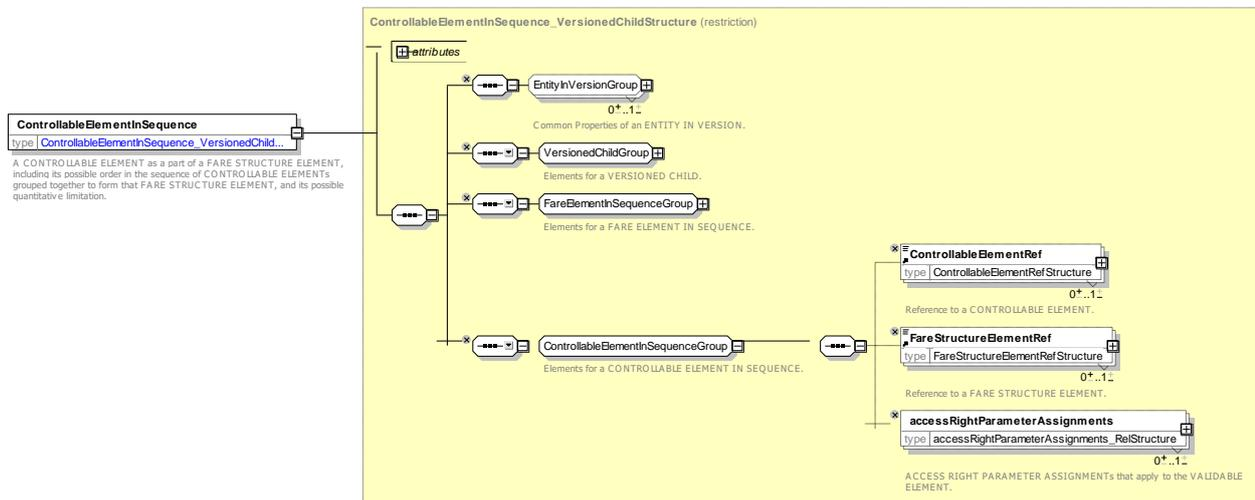 ControllableElementInSequence_VersionedChildStructure (restriction)
attributes
EntityInVersionGroup
0..1
Common Properties of an ENTITY IN VERSION.
ControllableElementInSequence
type ControllableElementInSequence_VersionedChild...
A CONTROLLABLE ELEMENT as a part of a FARE STRUCTURE ELEMENT,
including its possible order in the sequence of CONTROLLABLE ELEMENTs
grouped together to form that FARE STRUCTURE ELEMENT, and its possible
quantitative limitation.
VersionedChildGroup
Elements for a VERSIONED CHILD.
FareElementInSequenceGroup
Elements for a FARE ELEMENT IN SEQUENCE.
ControllableElementRef
type ControllableElementRefStructure
0..1
Reference to a CONTROLLABLE ELEMENT.
ControllableElementInSequenceGroup
Elements for a CONTROLLABLE ELEMENT IN SEQUENCE.
FareStructureElementRef
type FareStructureElementRefStructure
0..1
Reference to a FARE STRUCTURE ELEMENT.
accessRightParameterAssignments
type accessRightParameterAssignments_RelStructure
0..1
ACCESS RIGHT PARAMETER ASSIGNMENTs that apply to the VALIDABLE
ELEMENT.